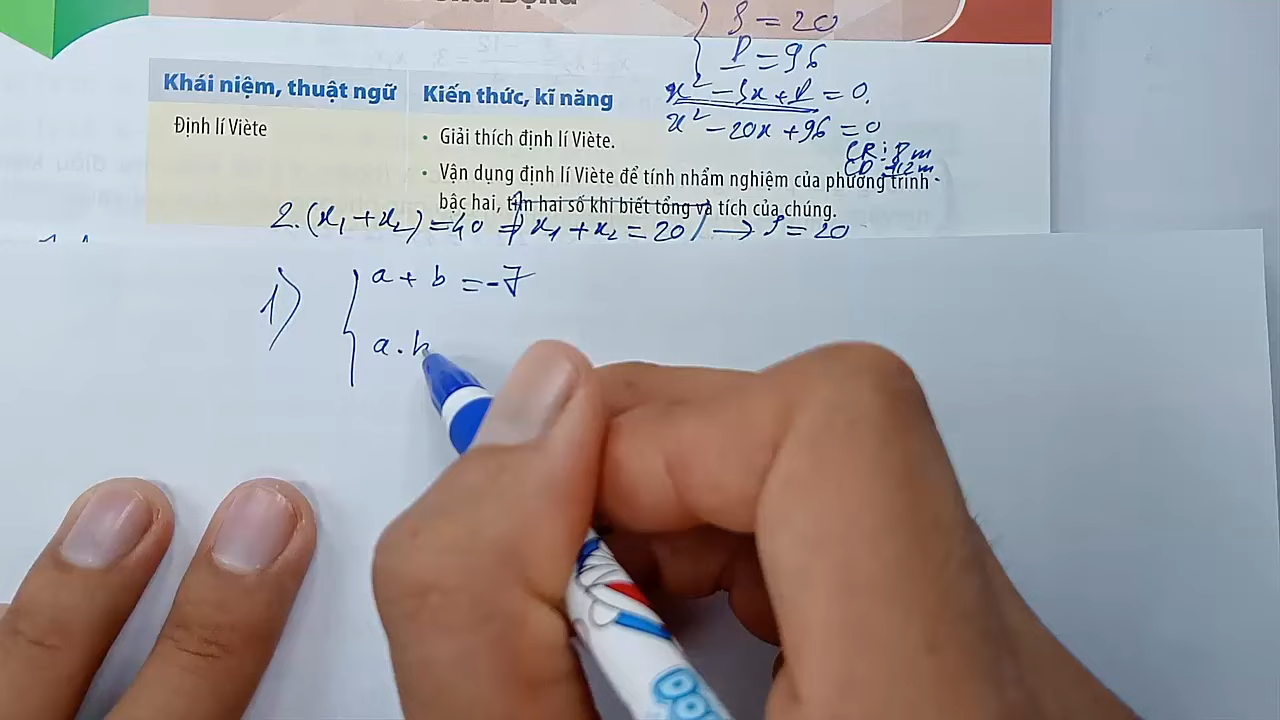 S = 20
P = 96
x² - Sx + P = 0.
x² - 20x + 96 = 0
CR: 8 m
CD: 12 m
Khái niệm, thuật ngữ
Kiến thức, kĩ năng
Định lí Viète
• Giải thích định lí Viète.
• Vận dụng định lí Viète để tính nhẩm nghiệm của phương trình
bậc hai, tìm hai số khi biết tổng và tích của chúng.
2.(x₁ + x₂) = 40 ⇒ x₁ + x₂ = 20 → S = 20
1) a + b = -7
a . b